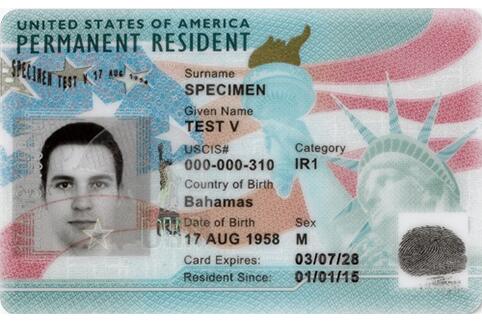 UNITED STATES OF AMERICA
PERMANENT RESIDENT
SPECIMEN TEST V 17 AUG
Surname
SPECIMEN
Given Name
TEST V
USCIS# Category
000-000-310 IR1
Country of Birth
Bahamas
Date of Birth Sex
17 AUG 1958 M
Card Expires: 03/07/28
Resident Since: 01/01/15